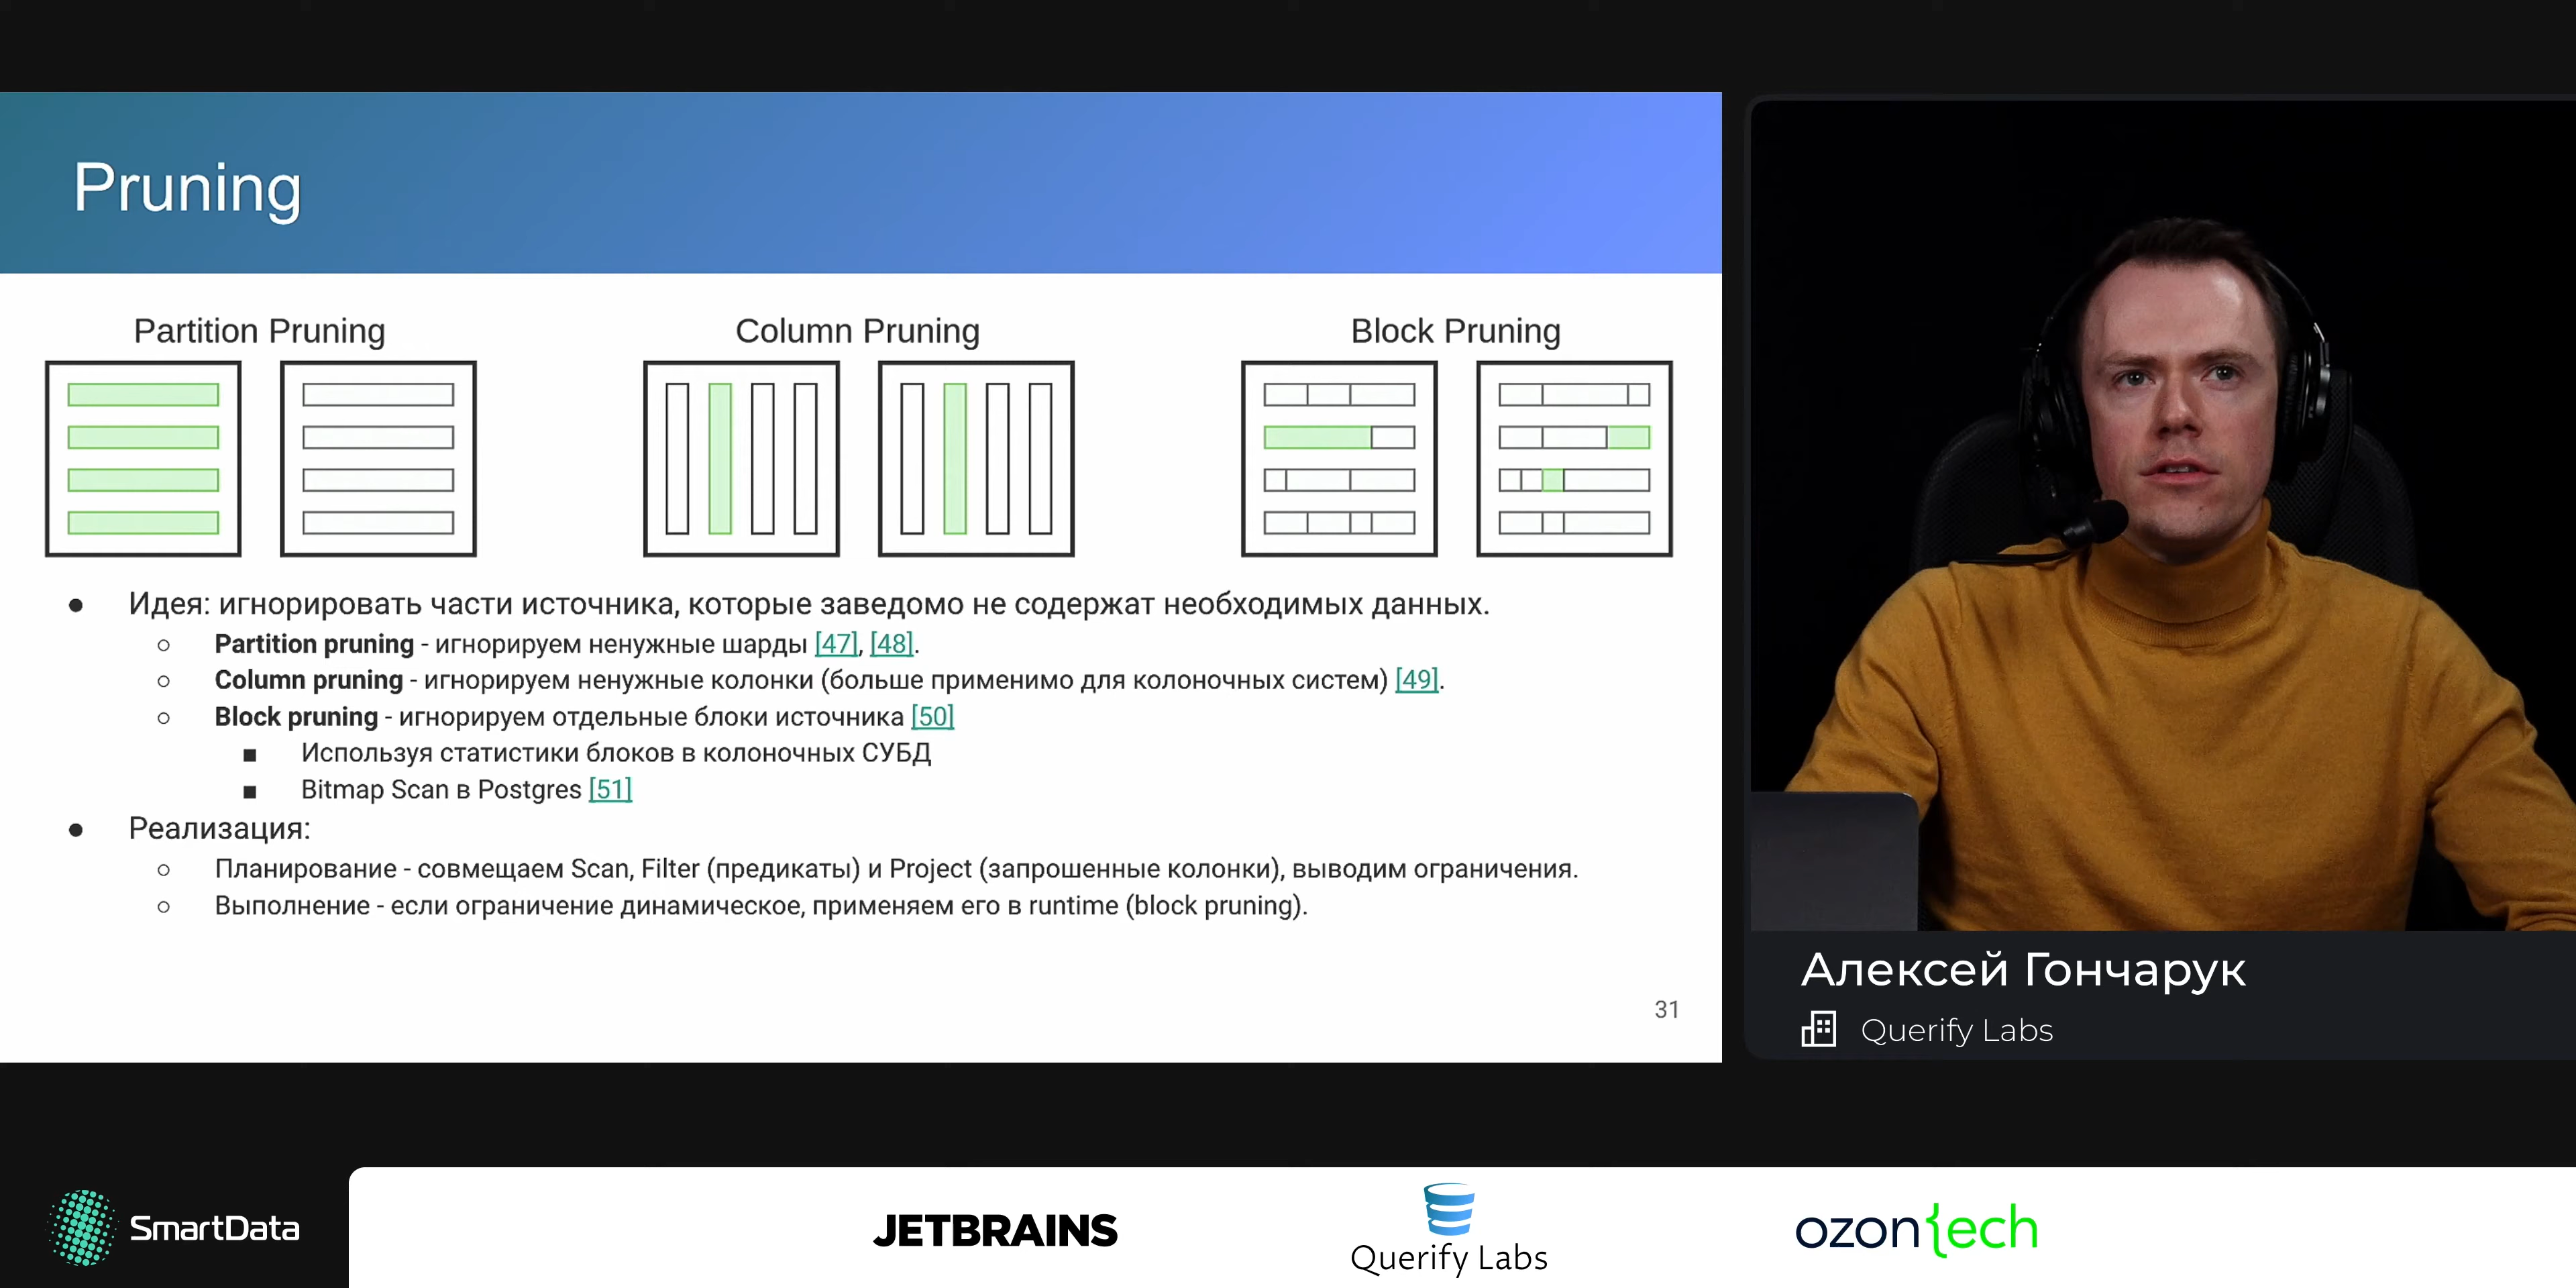 Pruning
Partition Pruning
Column Pruning
Block Pruning
● Идея: игнорировать части источника, которые заведомо не содержат необходимых данных.
○ Partition pruning - игнорируем ненужные шарды [47], [48].
○ Column pruning - игнорируем ненужные колонки (больше применимо для колоночных систем) [49].
○ Block pruning - игнорируем отдельные блоки источника [50]
■ Используя статистики блоков в колоночных СУБД
■ Bitmap Scan в Postgres [51]
● Реализация:
○ Планирование - совмещаем Scan, Filter (предикаты) и Project (запрошенные колонки), выводим ограничения.
○ Выполнение - если ограничение динамическое, применяем его в runtime (block pruning).
31
Алексей Гончарук
Querify Labs
SmartData
JETBRAINS
Querify Labs
ozon{ech